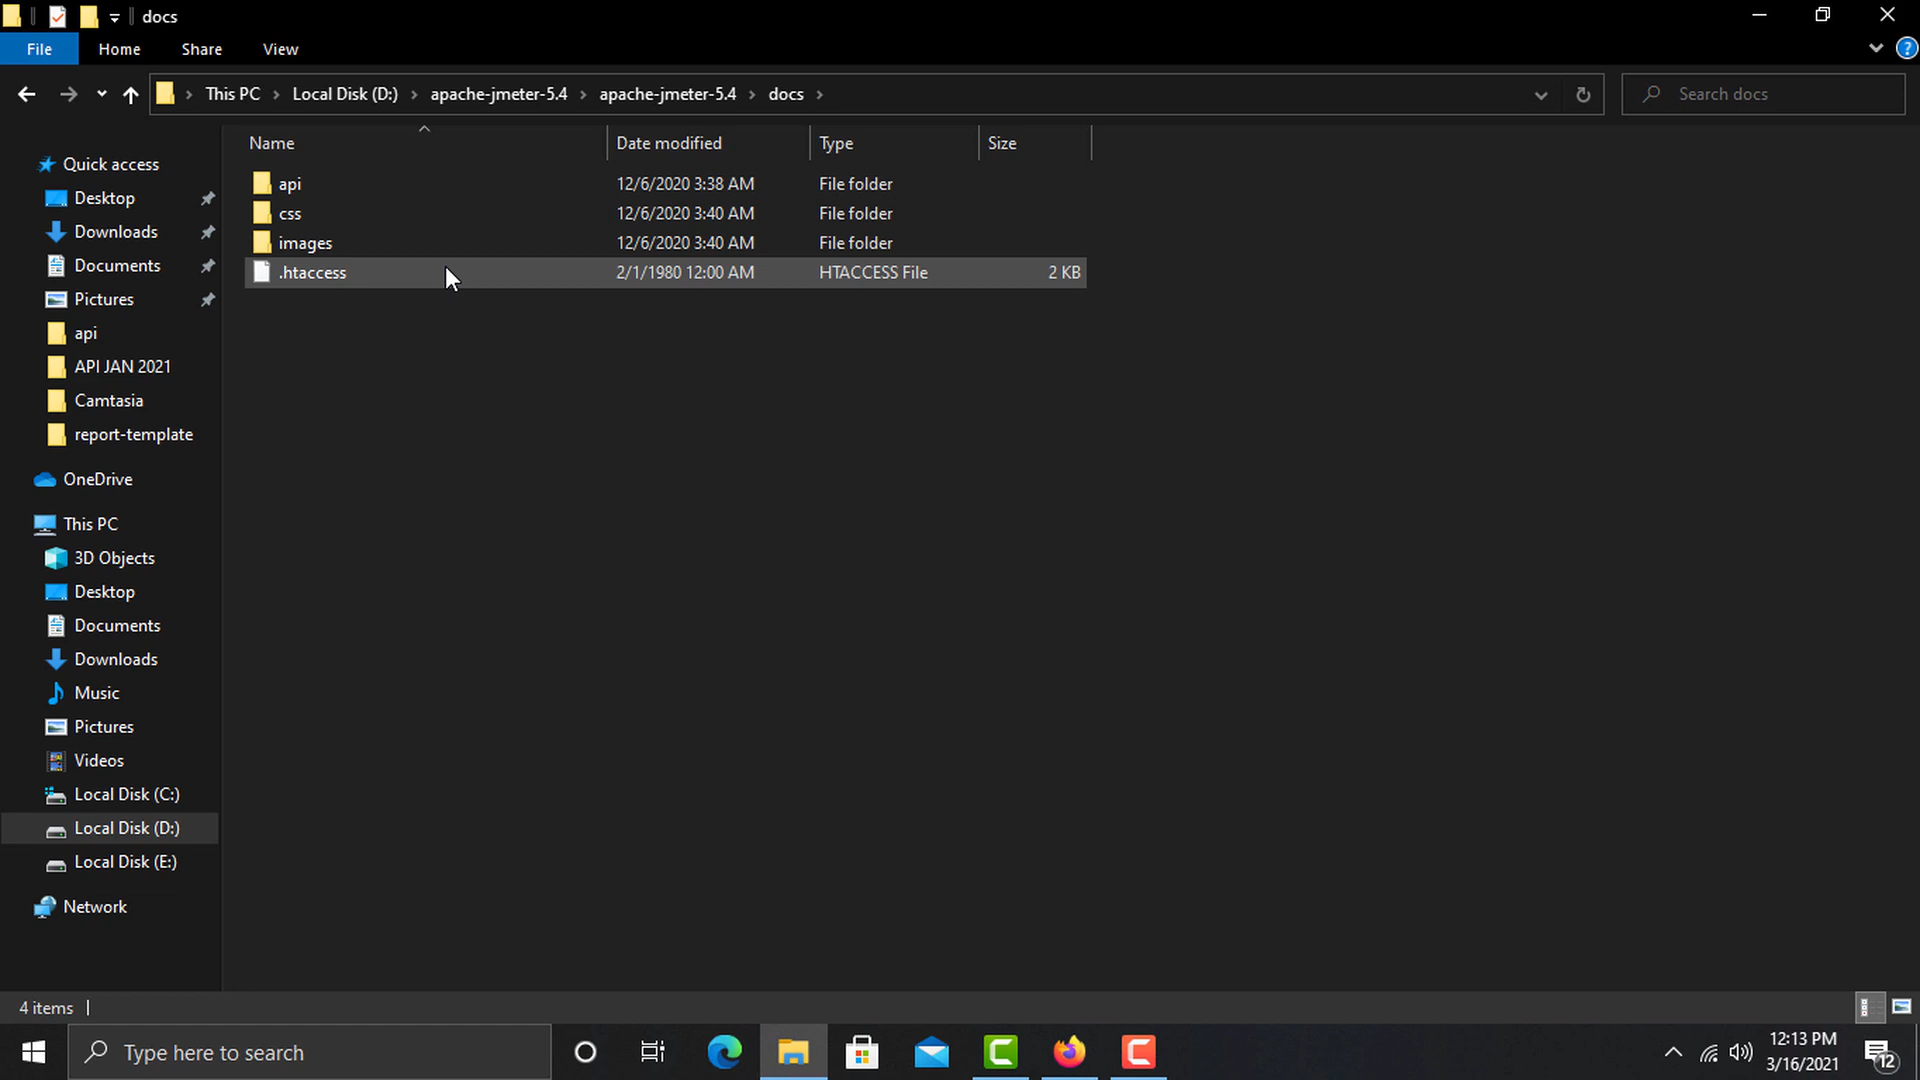 docs
File Home Share View
This PC Local Disk (D:) apache-jmeter-5.4 apache-jmeter-5.4 docs
Search docs
Name Date modified Type Size
api 12/6/2020 3:38 AM File folder
css 12/6/2020 3:40 AM File folder
images 12/6/2020 3:40 AM File folder
.htaccess 2/1/1980 12:00 AM HTACCESS File 2 KB
Quick access
Desktop
Downloads
Documents
Pictures
api
API JAN 2021
Camtasia
report-template
OneDrive
This PC
3D Objects
Desktop
Documents
Downloads
Music
Pictures
Videos
Local Disk (C:)
Local Disk (D:)
Local Disk (E:)
Network
4 items
Type here to search
12:13 PM
3/16/2021
12